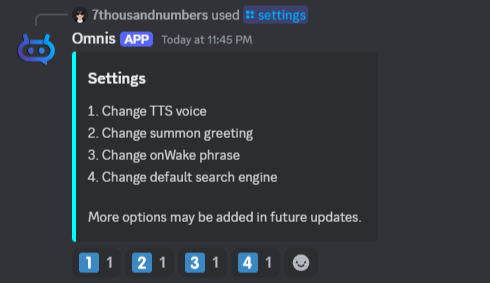 7thousandnumbers used settings
Omnis APP Today at 11:45 PM
Settings
1. Change TTS voice
2. Change summon greeting
3. Change onWake phrase
4. Change default search engine
More options may be added in future updates.
1 1 2 1 3 1 4 1